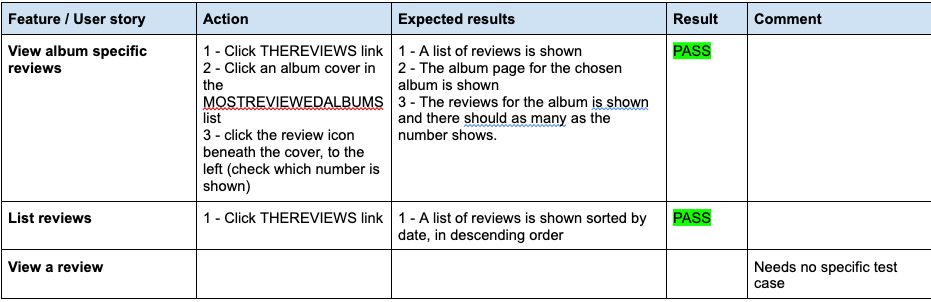 Feature / User story Action Expected results Result Comment
View album specific
reviews
1 - Click THEREVIEWS link
2 - Click an album cover in
the
MOSTREVIEWEDALBUMS
list
3 - click the review icon
beneath the cover, to the
left (check which number is
shown)
1 - A list of reviews is shown
2 - The album page for the chosen
album is shown
3 - The reviews for the album is shown
and there should as many as the
number shows.
PASS
List reviews
1 - Click THEREVIEWS link
1 - A list of reviews is shown sorted by
date, in descending order
PASS
View a review
Needs no specific test
case